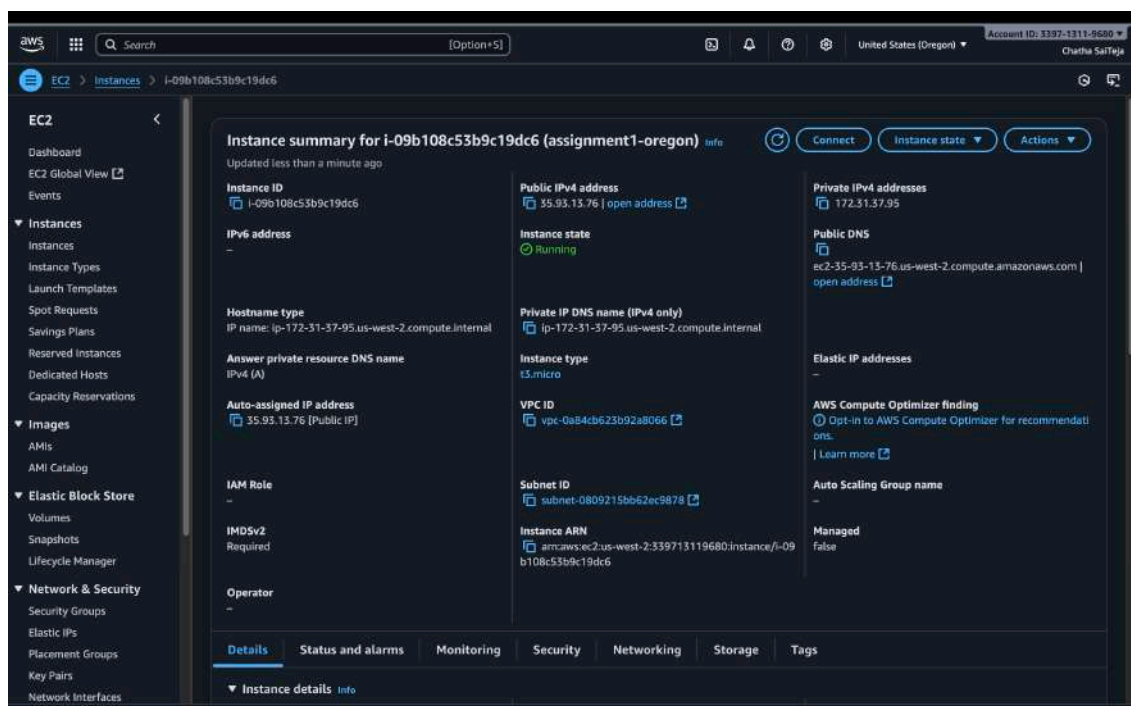 aws
Search
[Option+S]
United States (Oregon)
Account ID: 3397-1311-9680
Chatha SaiTeja
EC2 > Instances > i-09b108c53b9c19dc6
EC2
Dashboard
EC2 Global View
Events
Instances
Instances
Instance Types
Launch Templates
Spot Requests
Savings Plans
Reserved Instances
Dedicated Hosts
Capacity Reservations
Images
AMIs
AMI Catalog
Elastic Block Store
Volumes
Snapshots
Lifecycle Manager
Network & Security
Security Groups
Elastic IPs
Placement Groups
Key Pairs
Network Interfaces
Instance summary for i-09b108c53b9c19dc6 (assignment1-oregon) Info
Connect
Instance state
Actions
Updated less than a minute ago
Instance ID
i-09b108c53b9c19dc6
Public IPv4 address
35.93.13.76 | open address
Private IPv4 addresses
172.31.37.95
IPv6 address
–
Instance state
Running
Public DNS
ec2-35-93-13-76.us-west-2.compute.amazonaws.com |
open address
Hostname type
IP name: ip-172-31-37-95.us-west-2.compute.internal
Private IP DNS name (IPv4 only)
ip-172-31-37-95.us-west-2.compute.internal
Answer private resource DNS name
IPv4 (A)
Instance type
t3.micro
Elastic IP addresses
–
Auto-assigned IP address
35.93.13.76 [Public IP]
VPC ID
vpc-0a84cb623b92a8066
AWS Compute Optimizer finding
Opt-in to AWS Compute Optimizer for recommendati
ons.
| Learn more
IAM Role
–
Subnet ID
subnet-0809215bb62ec9878
Auto Scaling Group name
–
IMDSv2
Required
Instance ARN
arn:aws:ec2:us-west-2:339713119680:instance/i-09
b108c53b9c19dc6
Managed
false
Operator
–
Details
Status and alarms
Monitoring
Security
Networking
Storage
Tags
Instance details Info